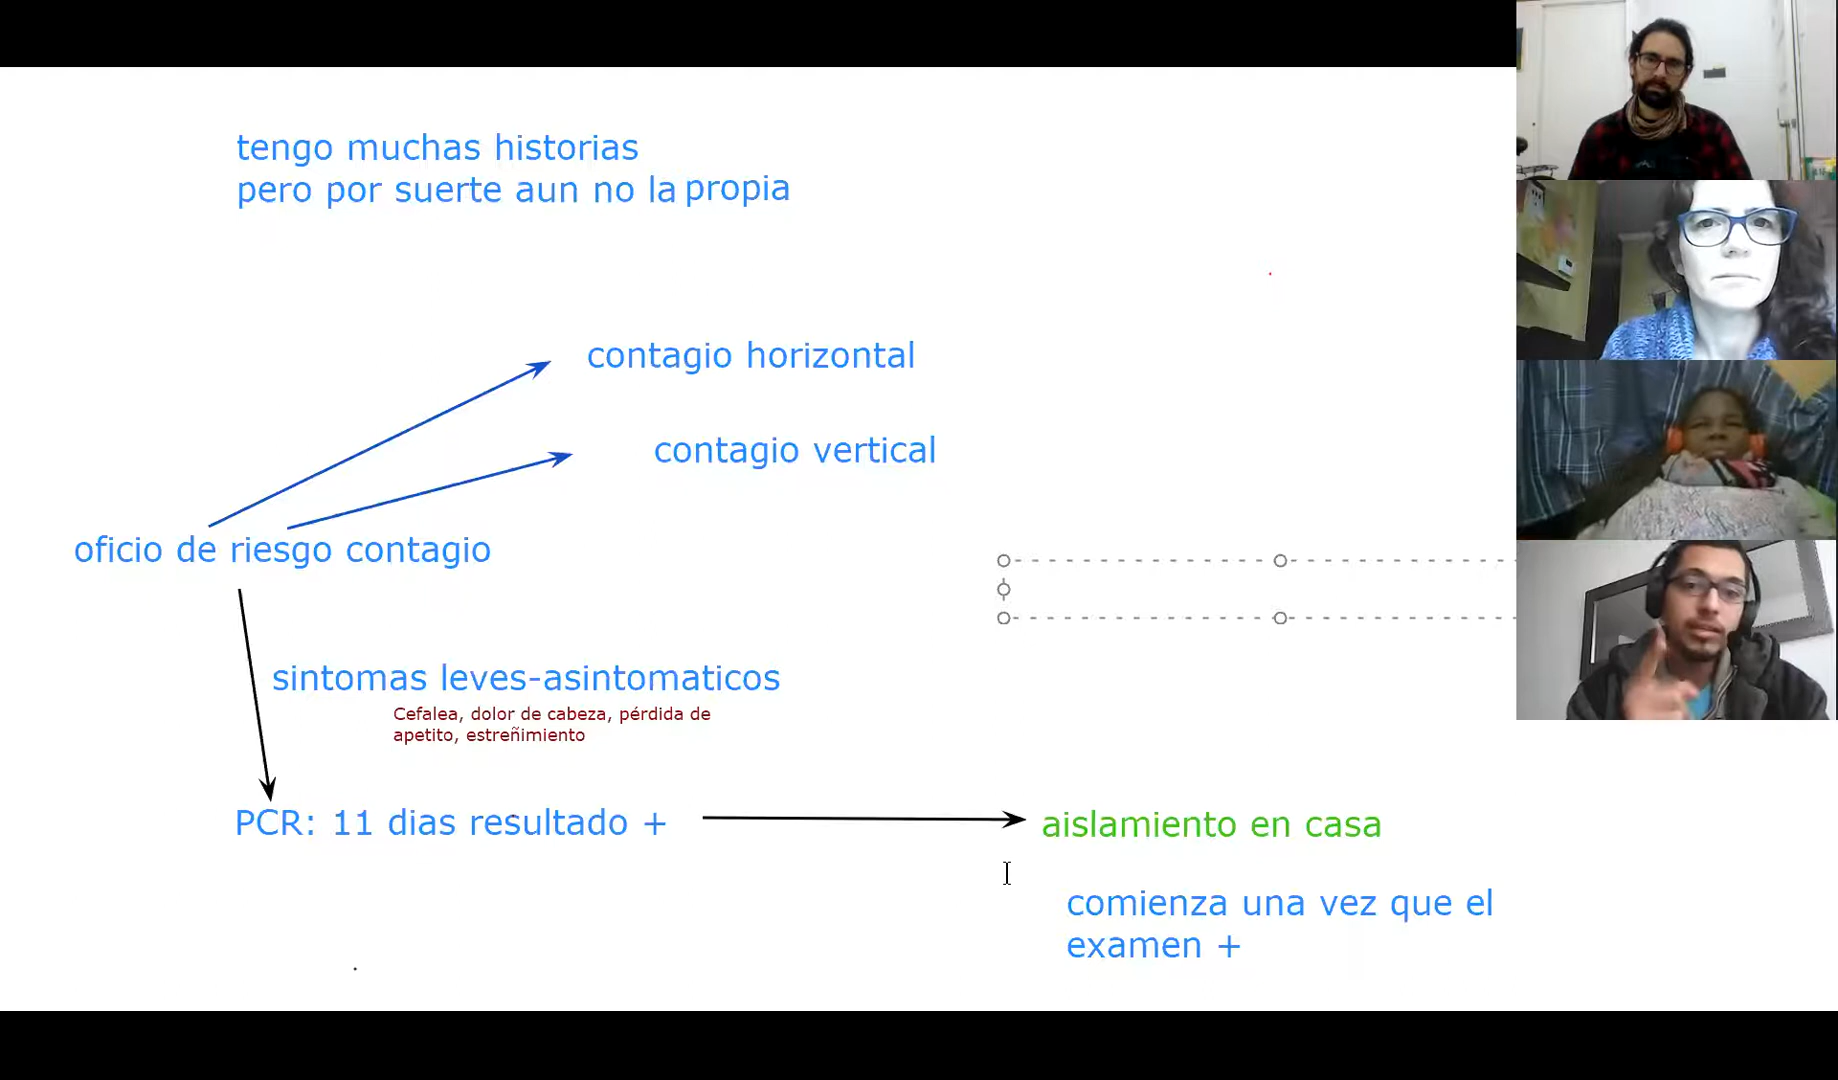 tengo muchas historias
pero por suerte aun no la propia
contagio horizontal
contagio vertical
oficio de riesgo contagio
sintomas leves-asintomaticos
Cefalea, dolor de cabeza, pérdida de
apetito, estreñimiento
PCR: 11 dias resultado +
aislamiento en casa
comienza una vez que el
examen +